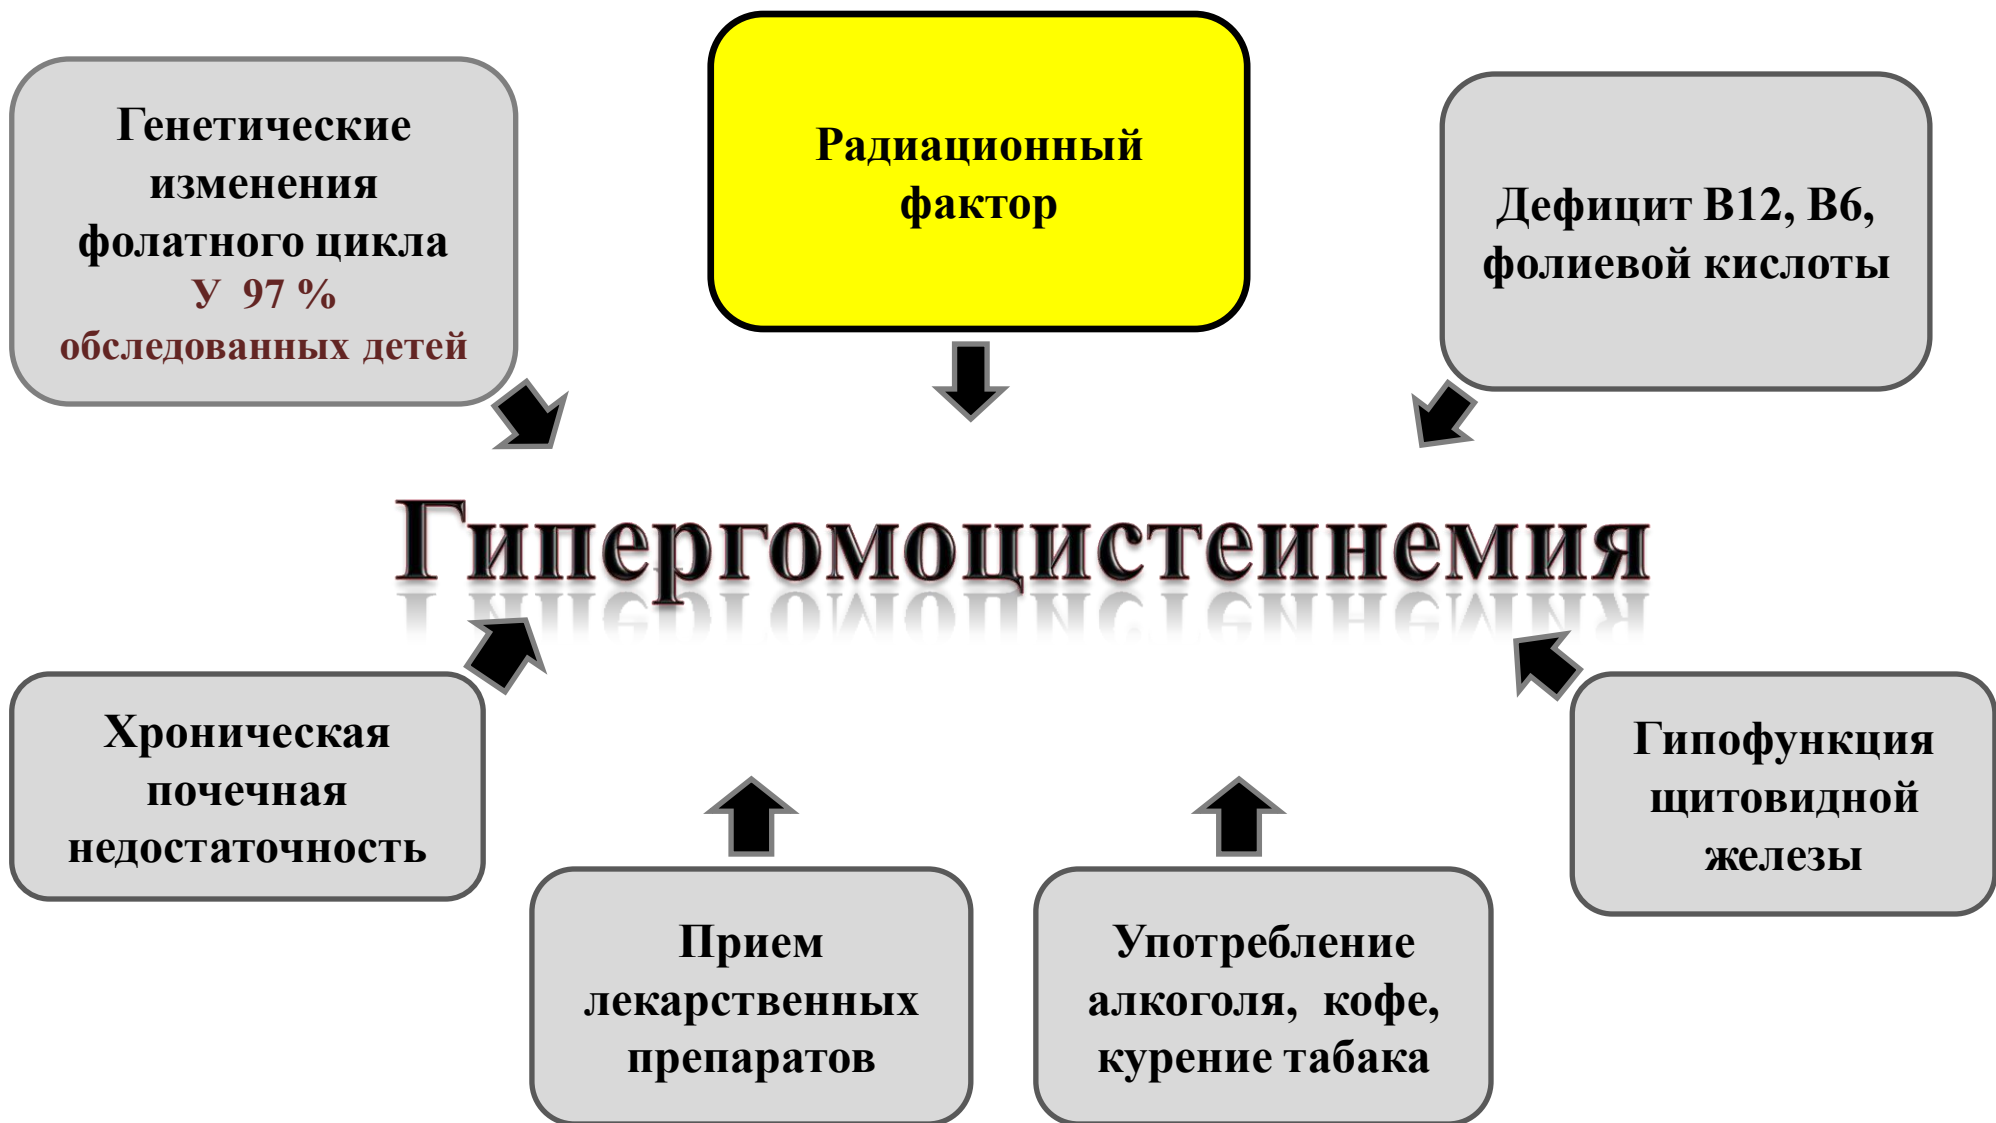 Генетические
изменения
фолатного цикла
У 97 %
обследованных детей
Радиационный
фактор
Дефицит В12, В6,
фолиевой кислоты
Гипергомоцистеинемия
Хроническая
почечная
недостаточность
Прием
лекарственных
препаратов
Употребление
алкоголя, кофе,
курение табака
Гипофункция
щитовидной
железы